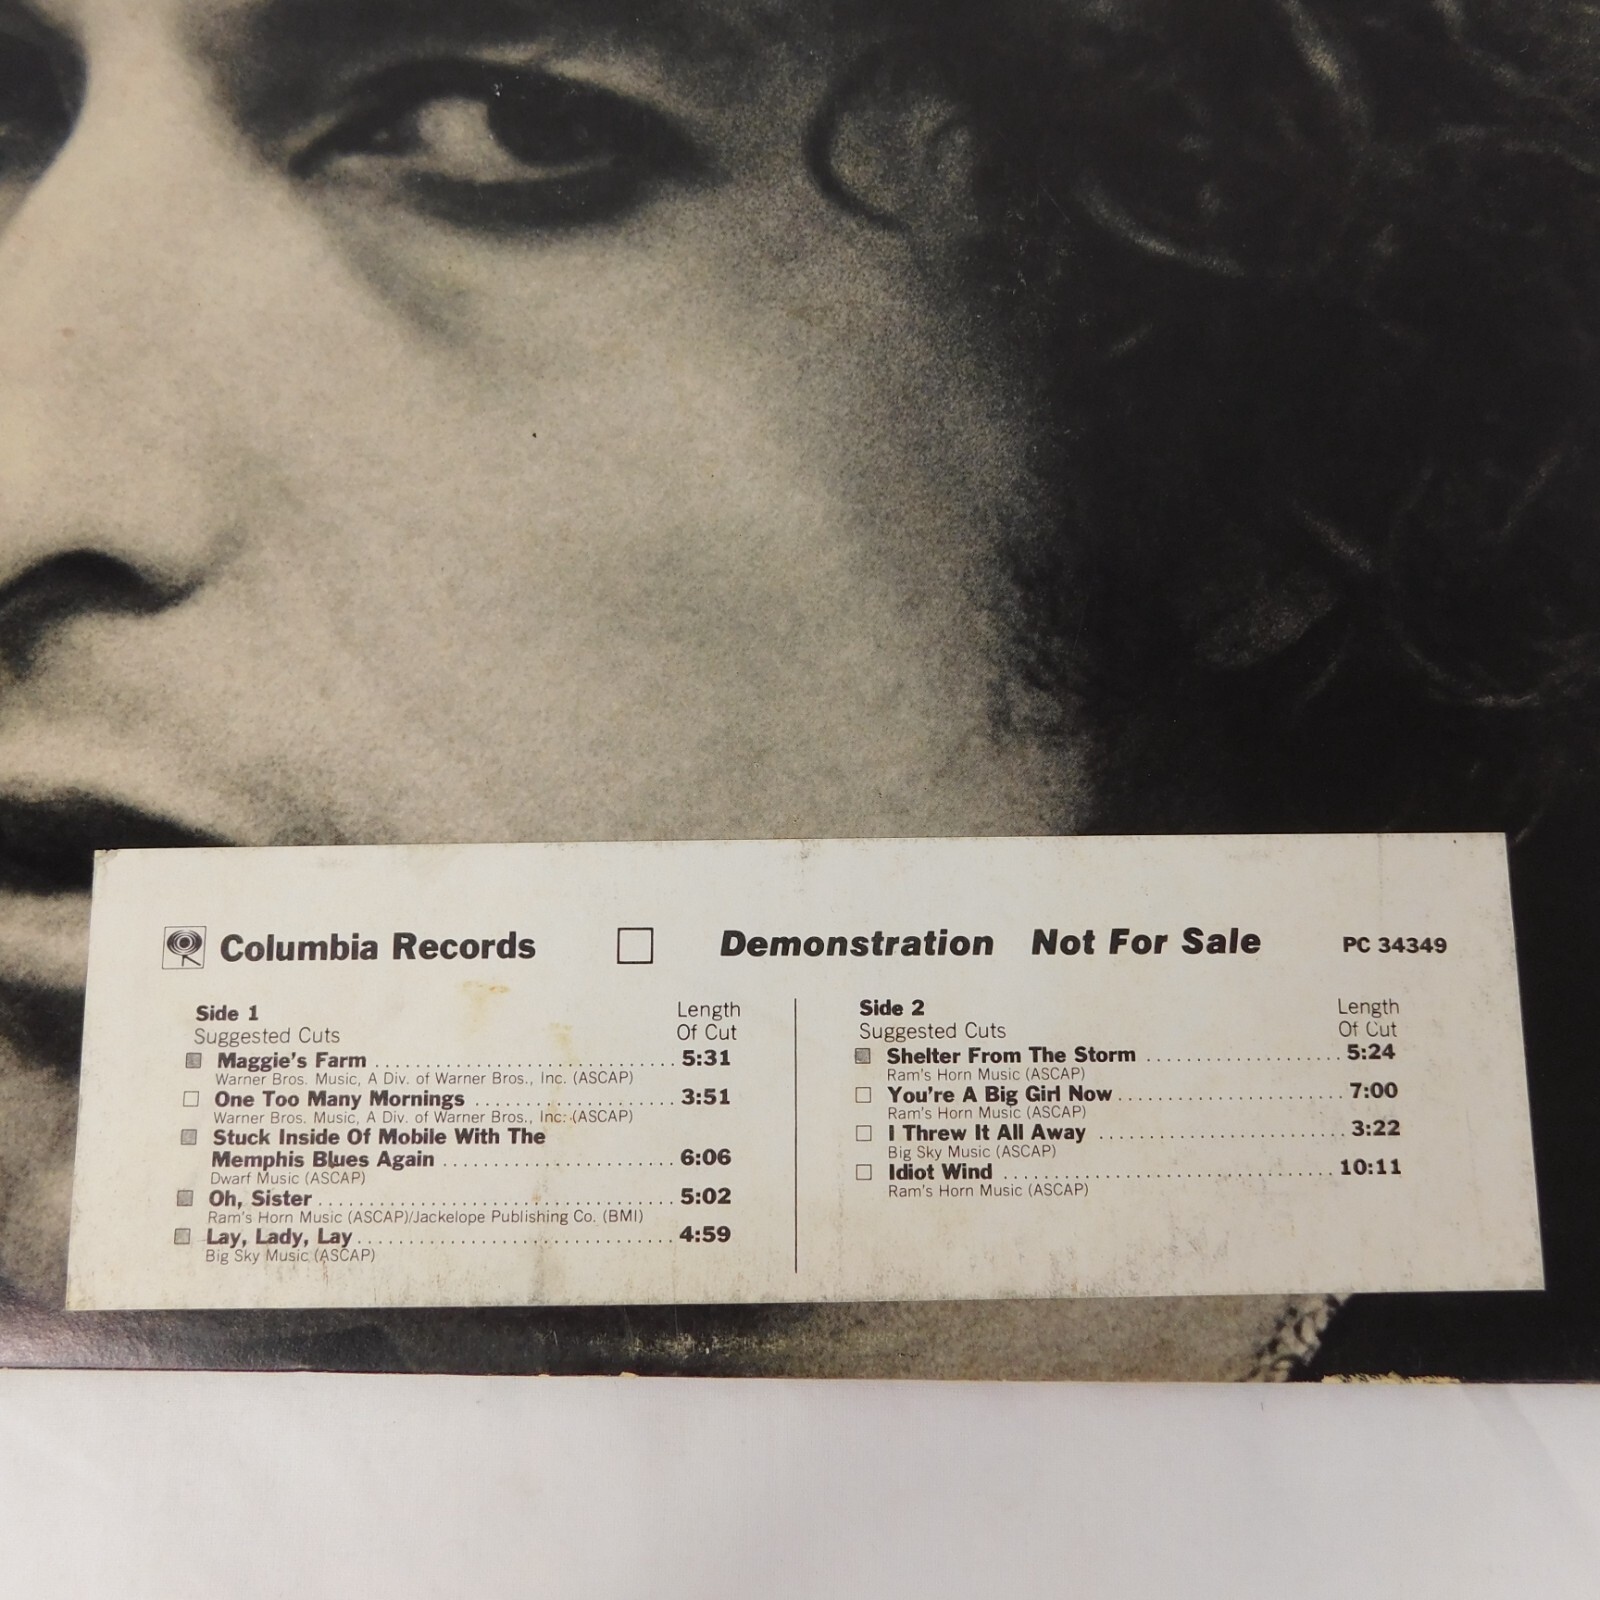 Columbia Records Demonstration Not For Sale PC 34349
Side 1 Length
Suggested Cuts Of Cut
Maggie's Farm 5:31
Warner Bros. Music, A Div. of Warner Bros., Inc. (ASCAP)
One Too Many Mornings 3:51
Warner Bros. Music, A Div. of Warner Bros., Inc. (ASCAP)
Stuck Inside Of Mobile With The
Memphis Blues Again 6:06
Dwarf Music (ASCAP)
Oh, Sister 5:02
Ram's Horn Music (ASCAP)/Jackelope Publishing Co. (BMI)
Lay, Lady, Lay 4:59
Big Sky Music (ASCAP)
Side 2 Length
Suggested Cuts Of Cut
Shelter From The Storm 5:24
Ram's Horn Music (ASCAP)
You're A Big Girl Now 7:00
Ram's Horn Music (ASCAP)
I Threw It All Away 3:22
Big Sky Music (ASCAP)
Idiot Wind 10:11
Ram's Horn Music (ASCAP)